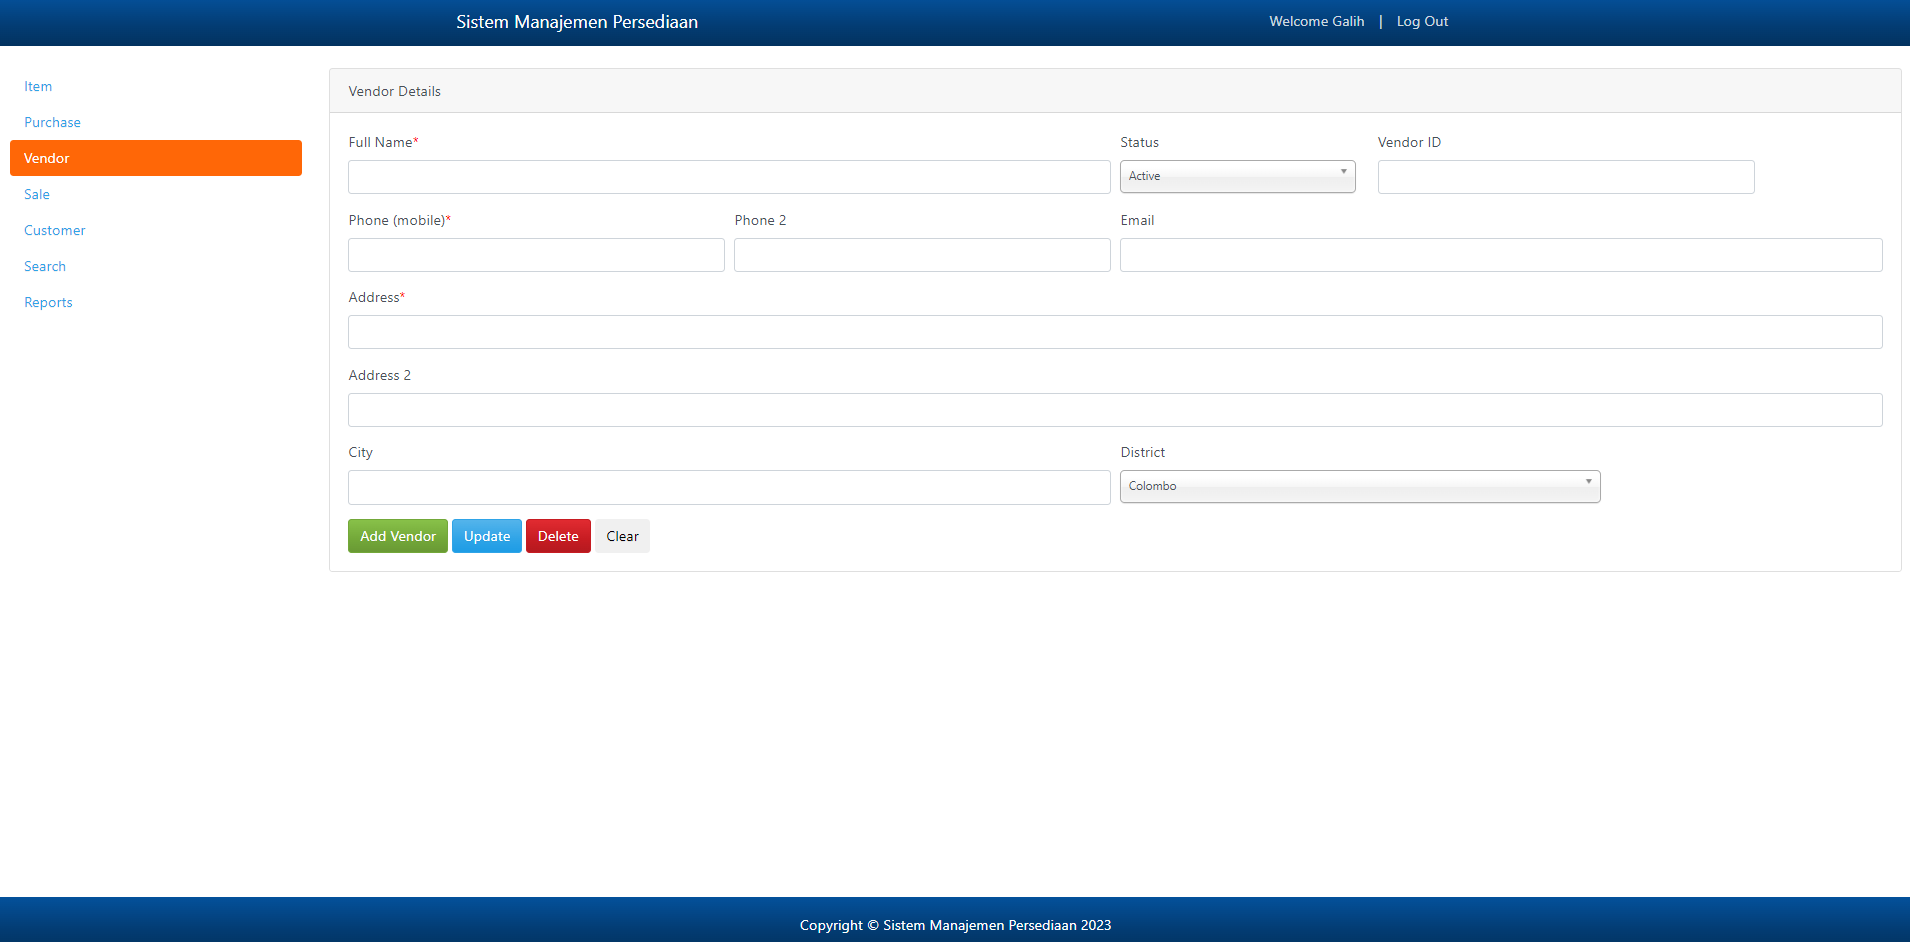 Sistem Manajemen Persediaan
Welcome Galih | Log Out
Item
Purchase
Vendor
Sale
Customer
Search
Reports
Vendor Details
Full Name*
Status
Vendor ID
Active
Phone (mobile)*
Phone 2
Email
Address*
Address 2
City
District
Colombo
Add Vendor
Update
Delete
Clear
Copyright © Sistem Manajemen Persediaan 2023